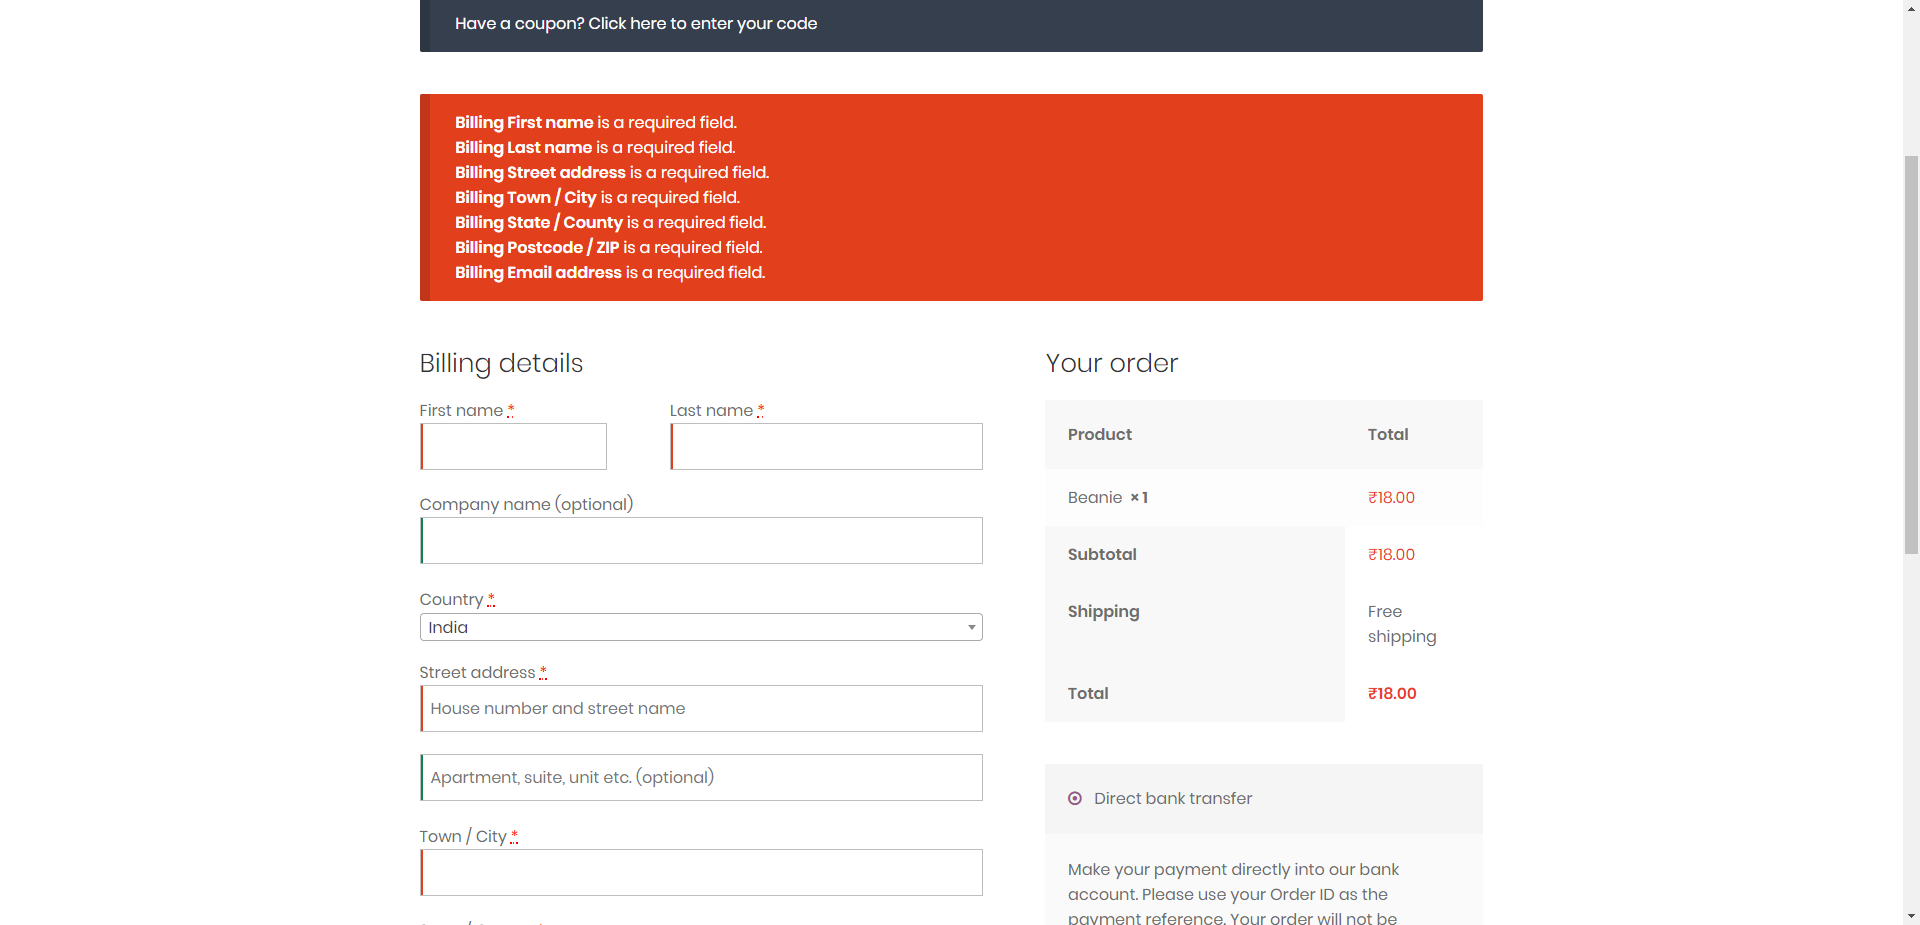 Have a coupon? Click here to enter your code
Billing First name is a required field.
Billing Last name is a required field.
Billing Street address is a required field.
Billing Town / City is a required field.
Billing State / County is a required field.
Billing Postcode / ZIP is a required field.
Billing Email address is a required field.
Billing details
First name *
Last name *
Company name (optional)
Country *
India
Street address *
House number and street name
Apartment, suite, unit etc. (optional)
Town / City *
Your order
Product Total
Beanie × 1 ₹18.00
Subtotal ₹18.00
Shipping Free
shipping
Total ₹18.00
Direct bank transfer
Make your payment directly into our bank
account. Please use your Order ID as the
payment reference. Your order will not be